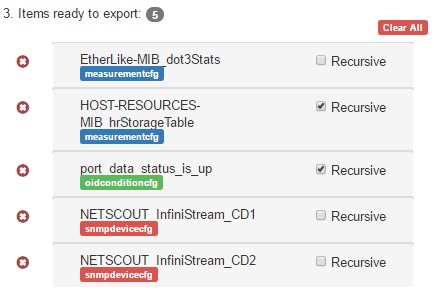 3. Items ready to export: 5
Clear All
EtherLike-MIB_dot3Stats
measurementcfg
Recursive
HOST-RESOURCES-
MIB_hrStorageTable
measurementcfg
Recursive
port_data_status_is_up
oidconditioncfg
Recursive
NETSCOUT_InfiniStream_CD1
snmpdevicecfg
Recursive
NETSCOUT_InfiniStream_CD2
snmpdevicecfg
Recursive